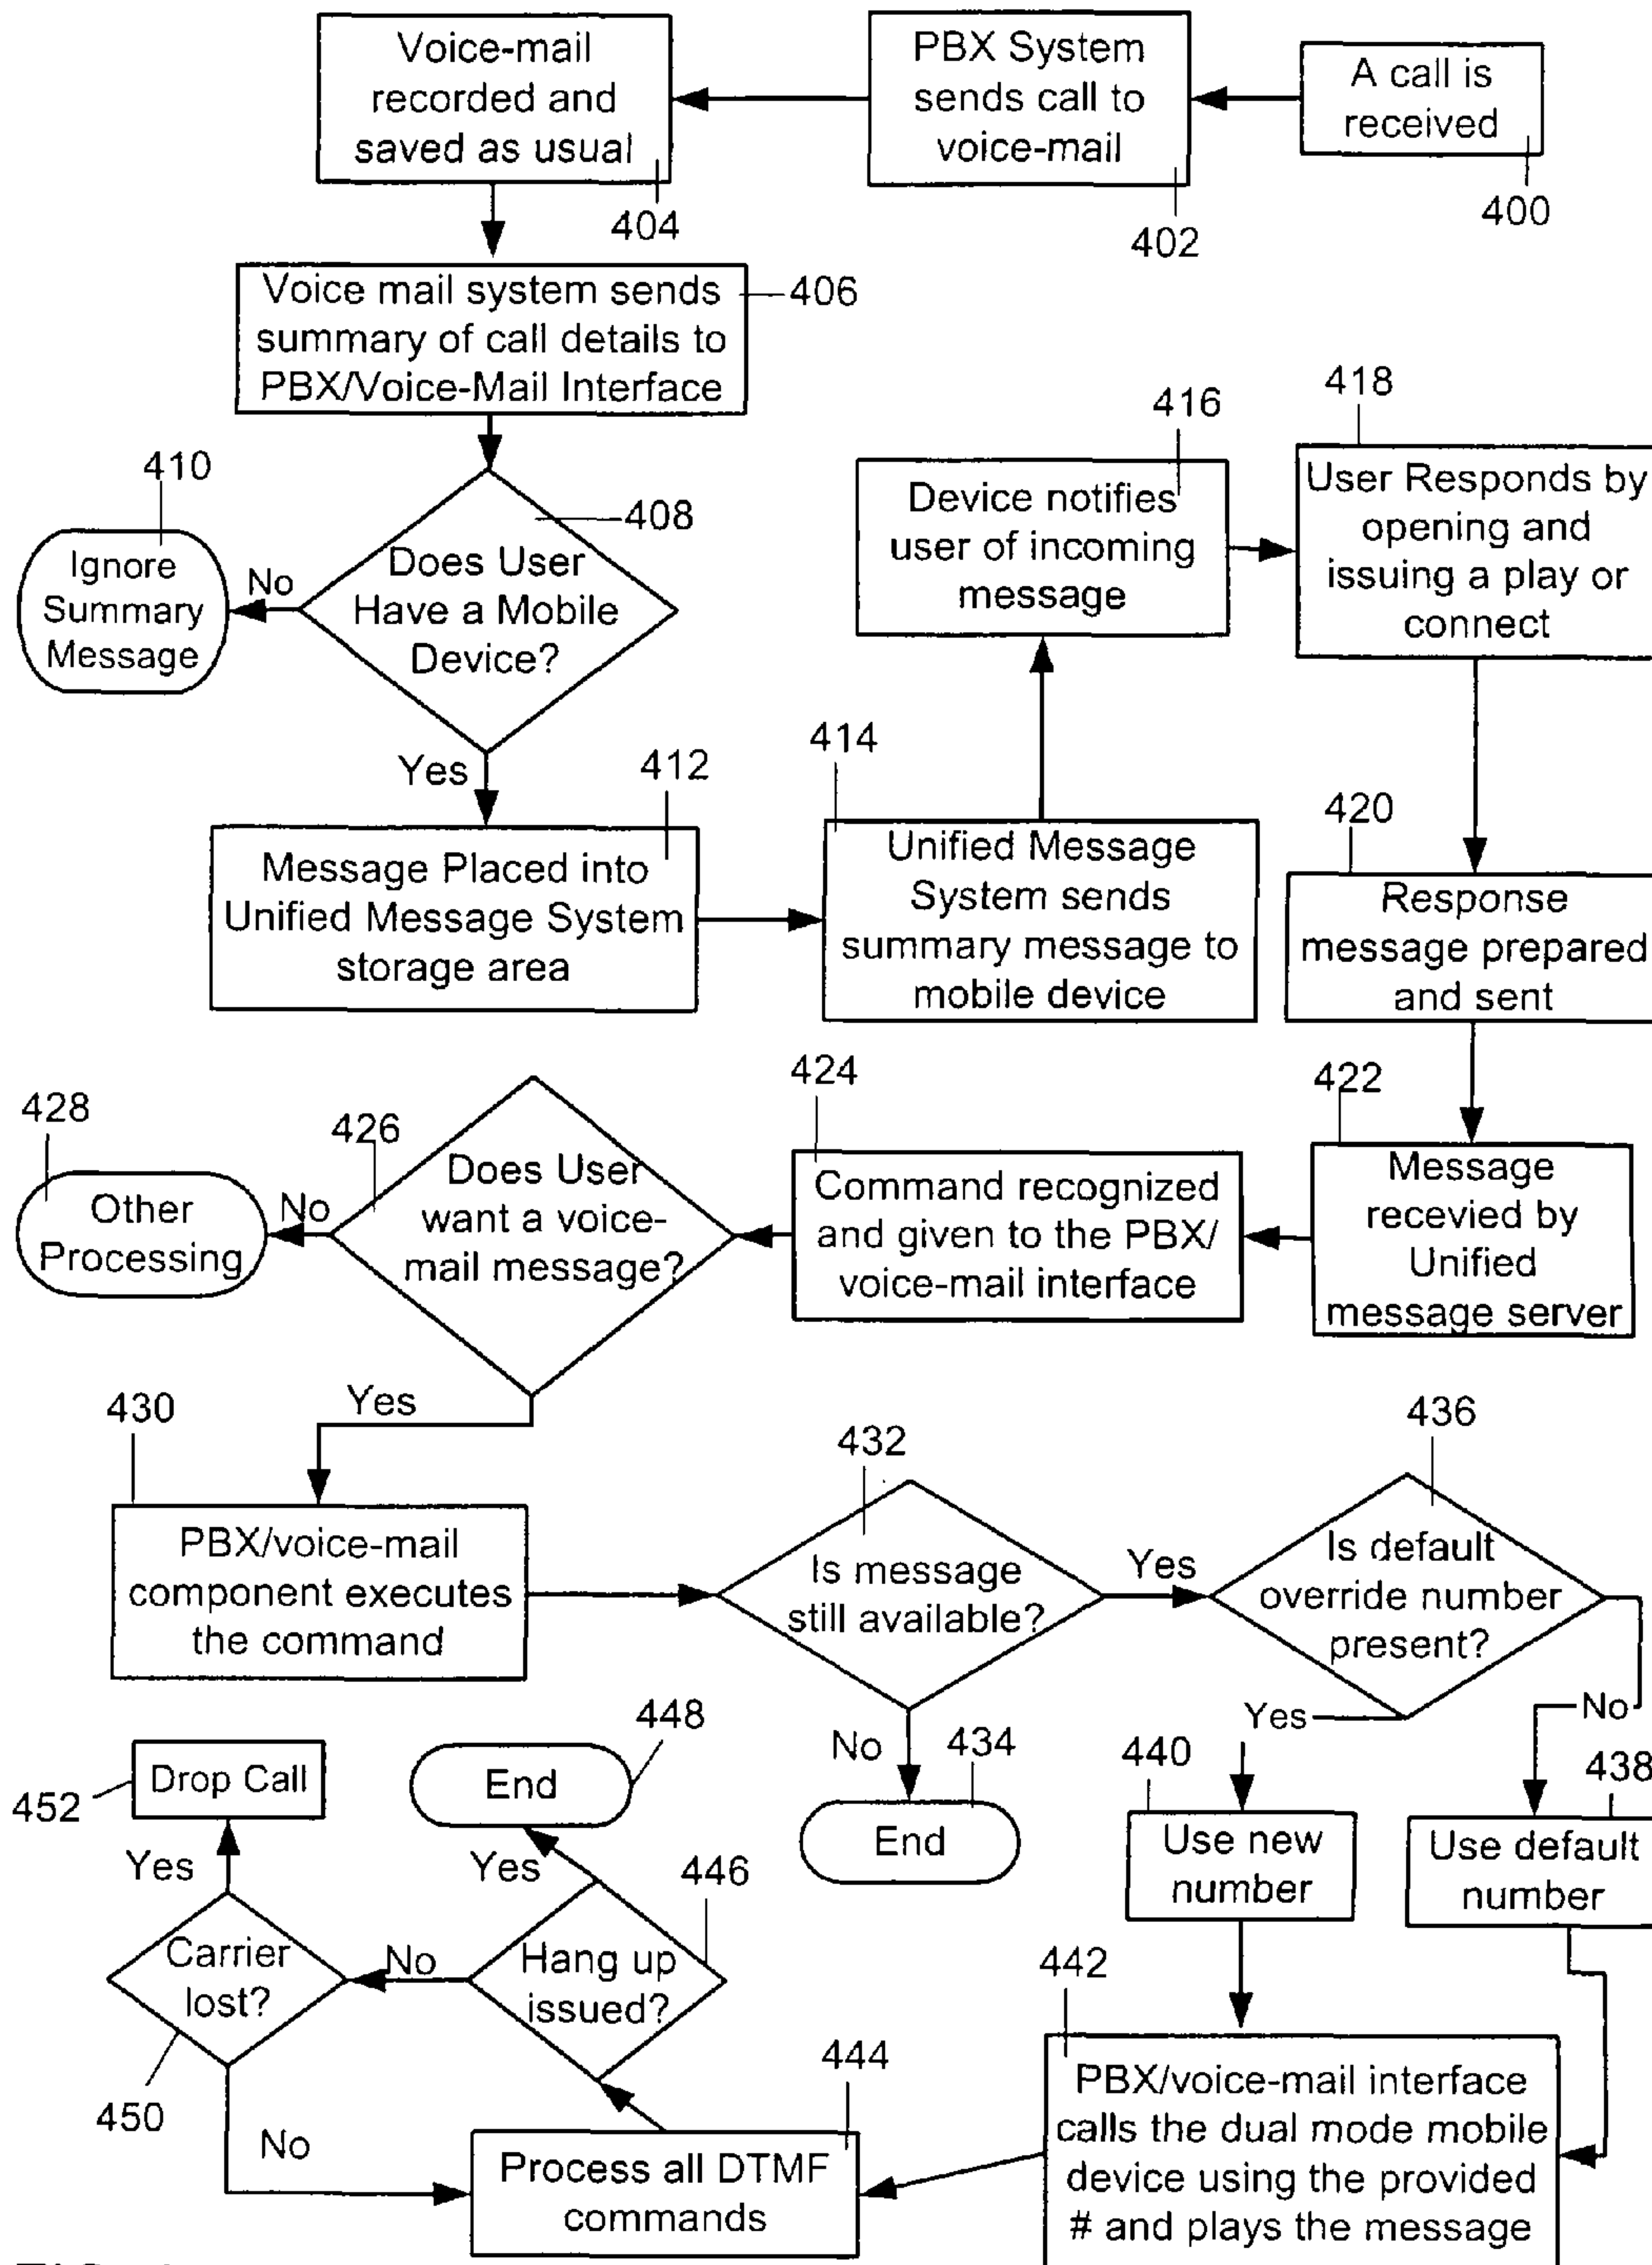 A call is
received
400
PBX System
sends call to
voice-mail
402
Voice-mail
recorded and
saved as usual
404
Voice mail system sends
summary of call details to
PBX/Voice-Mail Interface
406
408
Does User
Have a Mobile
Device?
No
410
Ignore
Summary
Message
Yes
412
Message Placed into
Unified Message System
storage area
414
Unified Message
System sends
summary message to
mobile device
416
Device notifies
user of incoming
message
418
User Responds by
opening and
issuing a play or
connect
420
Response
message prepared
and sent
422
Message
recevied by
Unified
message server
424
Command recognized
and given to the PBX/
voice-mail interface
426
Does User
want a voice-
mail message?
No
428
Other
Processing
Yes
430
PBX/voice-mail
component executes
the command
432
Is message
still available?
No
434
End
Yes
436
Is default
override number
present?
No
438
Use default
number
Yes
440
Use new
number
442
PBX/voice-mail interface
calls the dual mode mobile
device using the provided
# and plays the message
444
Process all DTMF
commands
446
Hang up
issued?
Yes
448
End
No
Carrier
lost?
450
Yes
452
Drop Call
No